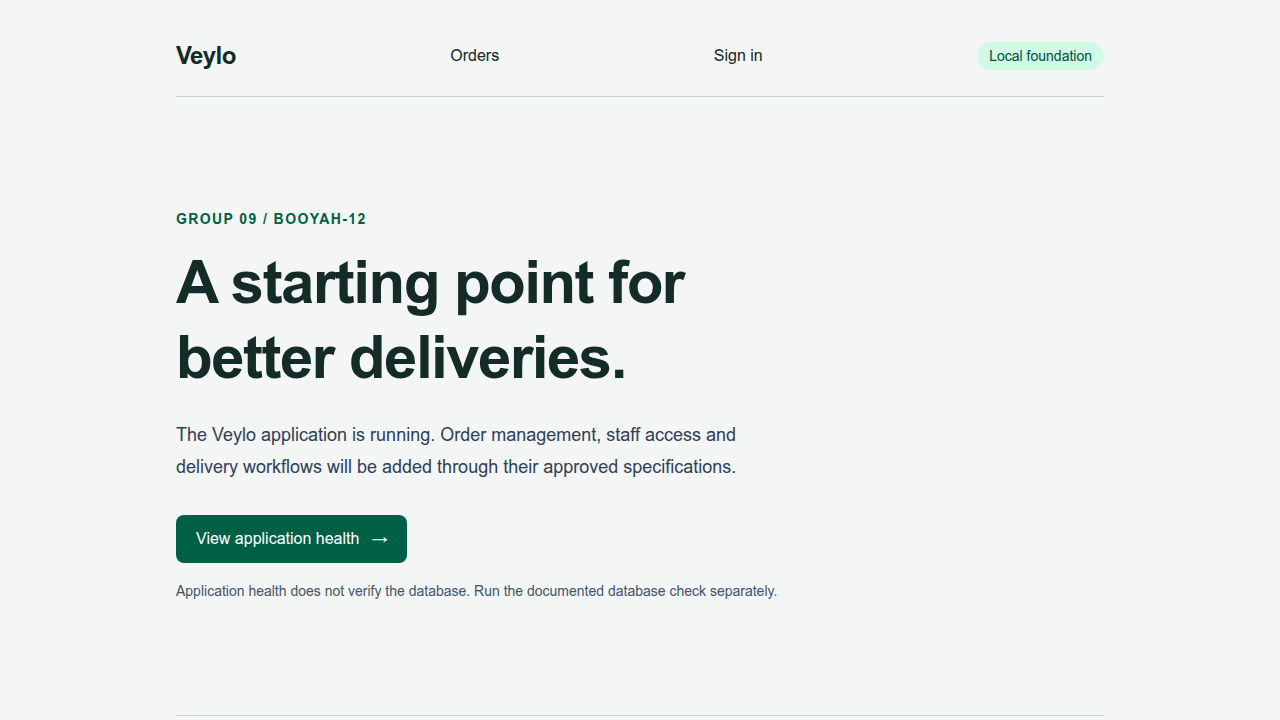 Veylo
Orders
Sign in
Local foundation
GROUP 09 / BOOYAH-12
A starting point for
better deliveries.
The Veylo application is running. Order management, staff access and
delivery workflows will be added through their approved specifications.
View application health →
Application health does not verify the database. Run the documented database check separately.